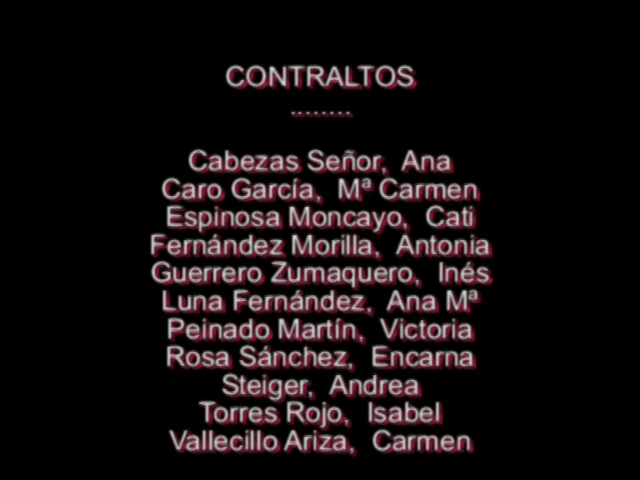 CONTRALTOS
........
Cabezas Señor, Ana
Caro García, Mª Carmen
Espinosa Moncayo, Cati
Fernández Morilla, Antonia
Guerrero Zumaquero, Inés
Luna Fernández, Ana Mª
Peinado Martín, Victoria
Rosa Sánchez, Encarna
Steiger, Andrea
Torres Rojo, Isabel
Vallecillo Ariza, Carmen